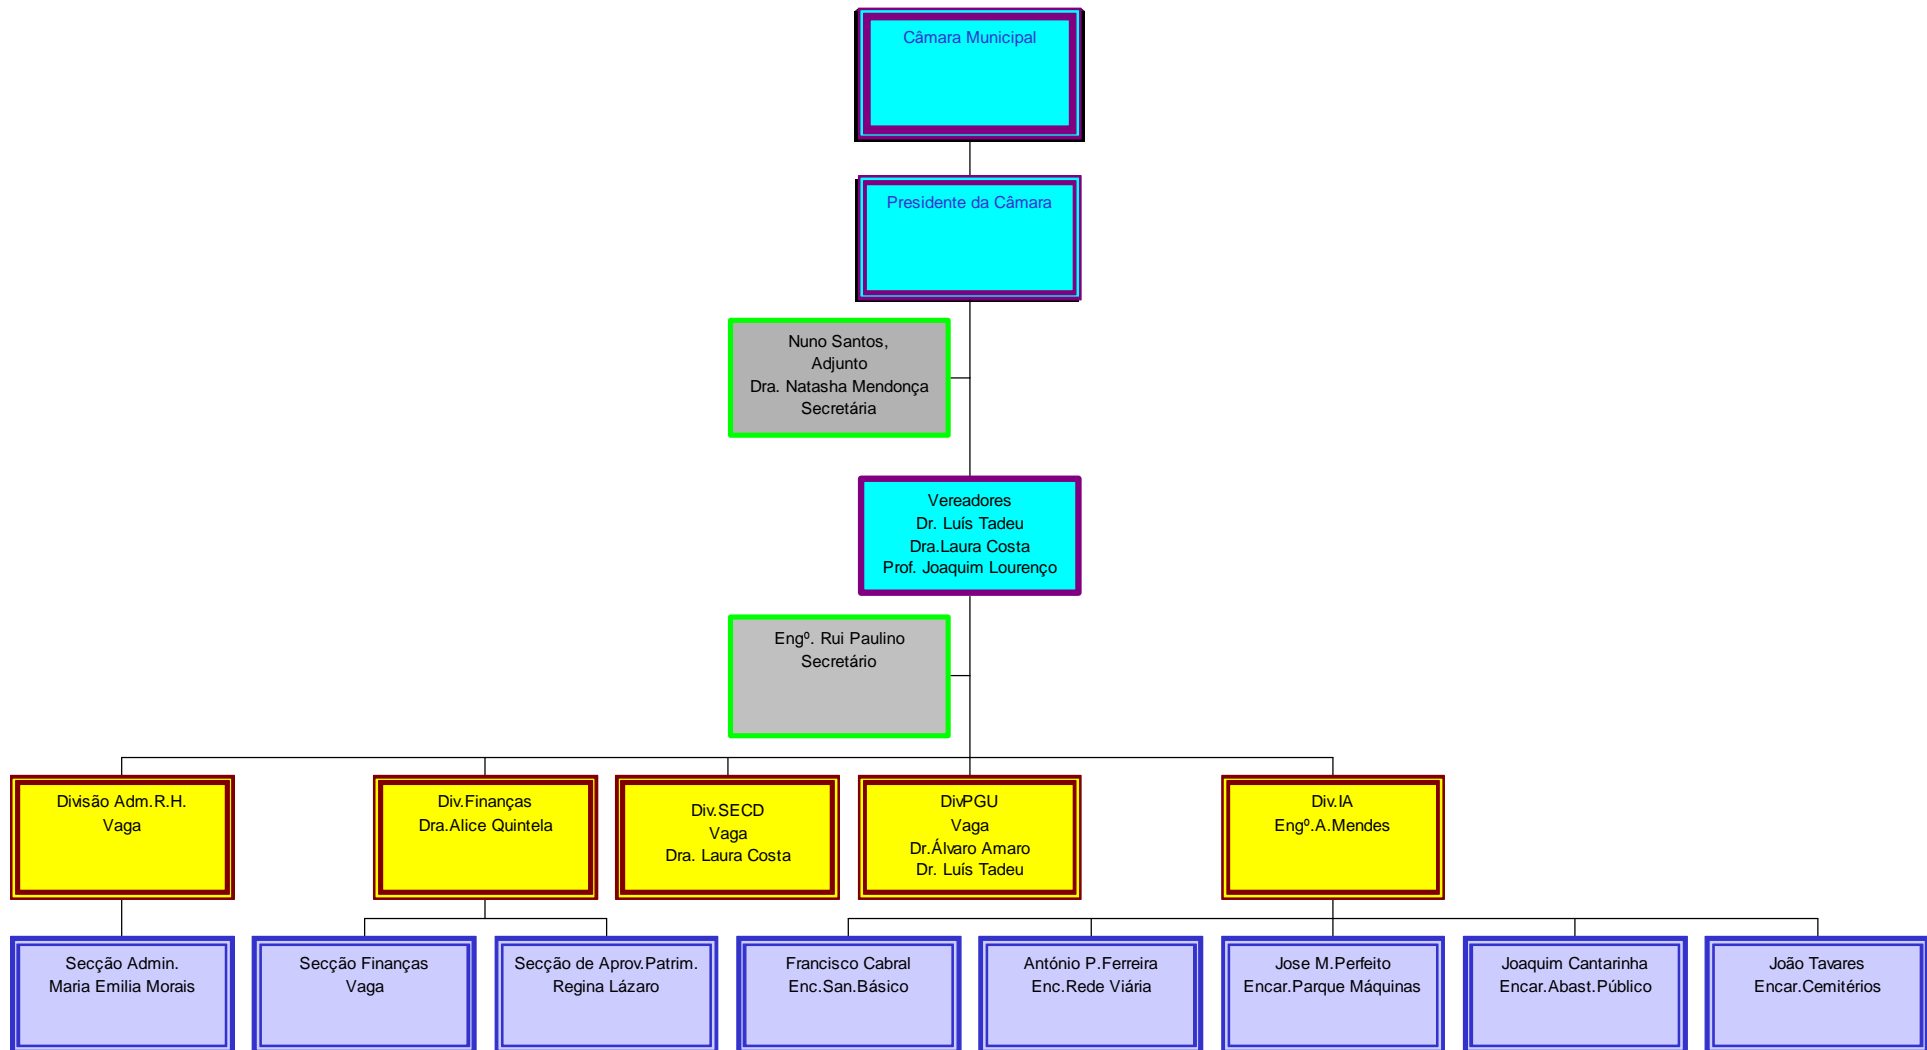 Câmara Municipal
Presidente da Câmara
Nuno Santos,
Adjunto
Dra. Natasha Mendonça
Secretária
Vereadores
Dr. Luís Tadeu
Dra.Laura Costa
Prof. Joaquim Lourenço
Engº. Rui Paulino
Secretário
Divisão Adm.R.H.
Vaga
Div.Finanças
Dra.Alice Quintela
Div.SECD
Vaga
Dra. Laura Costa
DivPGU
Vaga
Dr.Álvaro Amaro
Dr. Luís Tadeu
Div.IA
Engº.A.Mendes
Secção Admin.
Maria Emilia Morais
Secção Finanças
Vaga
Secção de Aprov.Patrim.
Regina Lázaro
Francisco Cabral
Enc.San.Básico
António P.Ferreira
Enc.Rede Viária
Jose M.Perfeito
Encar.Parque Máquinas
Joaquim Cantarinha
Encar.Abast.Público
João Tavares
Encar.Cemitérios